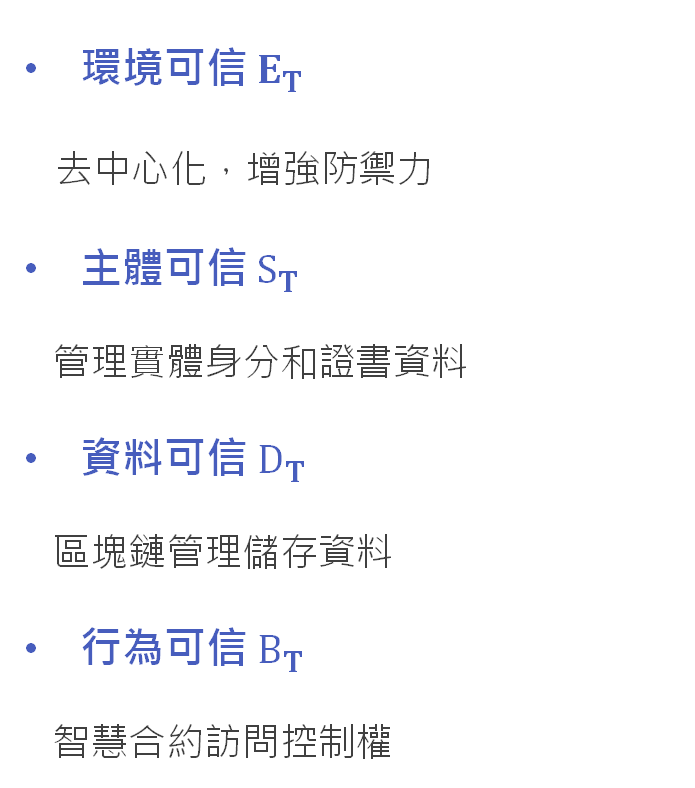 • 環境可信 E_T
去中心化，增強防禦力
• 主體可信 S_T
管理實體身分和證書資料
• 資料可信 D_T
區塊鏈管理儲存資料
• 行為可信 B_T
智慧合約訪問控制權